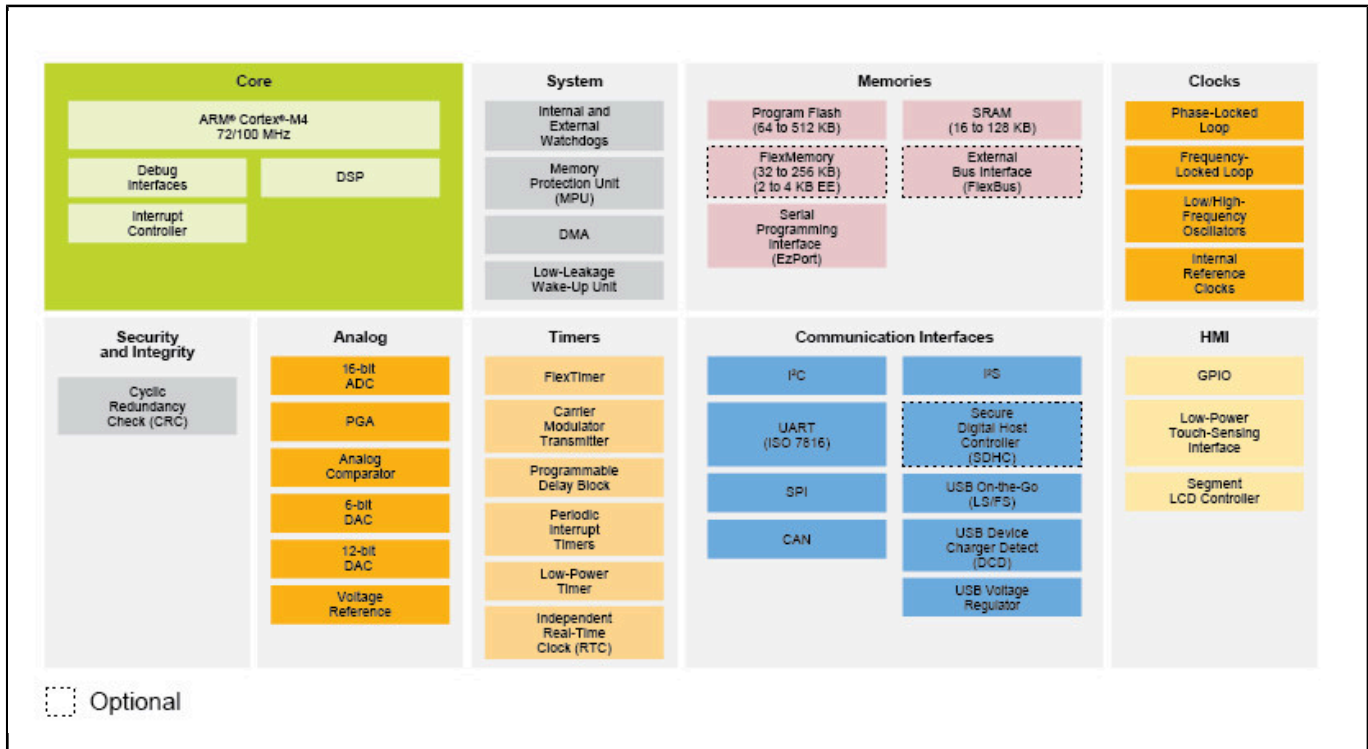 Core
ARM® Cortex®-M4
72/100 MHz
Debug
Interfaces
DSP
Interrupt
Controller
System
Internal and
External
Watchdogs
Memory
Protection Unit
(MPU)
DMA
Low-Leakage
Wake-Up Unit
Memories
Program Flash
(64 to 512 KB)
SRAM
(16 to 128 KB)
FlexMemory
(32 to 256 KB)
(2 to 4 KB EE)
External
Bus Interface
(FlexBus)
Serial
Programming
Interface
(EzPort)
Clocks
Phase-Locked
Loop
Frequency-
Locked Loop
Low/High-
Frequency
Oscillators
Internal
Reference
Clocks
Security
and Integrity
Cyclic
Redundancy
Check (CRC)
Analog
16-bit
ADC
PGA
Analog
Comparator
6-bit
DAC
12-bit
DAC
Voltage
Reference
Timers
FlexTimer
Carrier
Modulator
Transmitter
Programmable
Delay Block
Periodic
Interrupt
Timers
Low-Power
Timer
Independent
Real-Time
Clock (RTC)
Communication Interfaces
I²C
I²S
UART
(ISO 7816)
Secure
Digital Host
Controller
(SDHC)
SPI
USB On-the-Go
(LS/FS)
CAN
USB Device
Charger Detect
(DCD)
USB Voltage
Regulator
HMI
GPIO
Low-Power
Touch-Sensing
Interface
Segment
LCD Controller
Optional